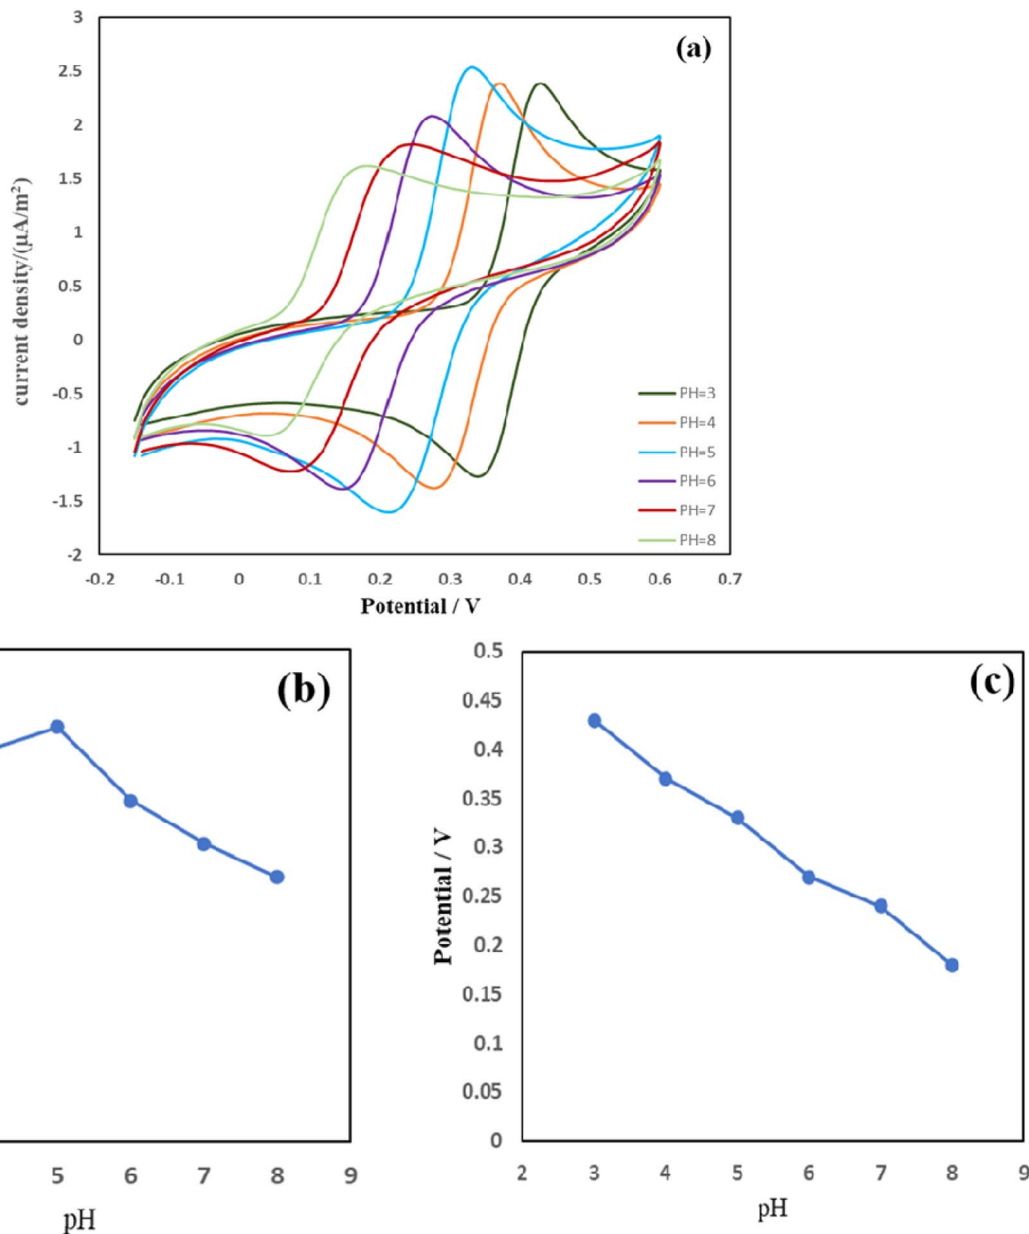 (a)
3
2.5
2
1.5
1
0.5
0
-0.5
-1
-1.5
-2
current density/(µA/m²)
PH=3
PH=4
PH=5
PH=6
PH=7
PH=8
-0.2 -0.1 0 0.1 0.2 0.3 0.4 0.5 0.6 0.7
Potential / V
(b)
5 6 7 8 9
pH
(c)
0.5
0.45
0.4
0.35
0.3
0.25
0.2
0.15
0.1
0.05
0
Potential / V
2 3 4 5 6 7 8 9
pH